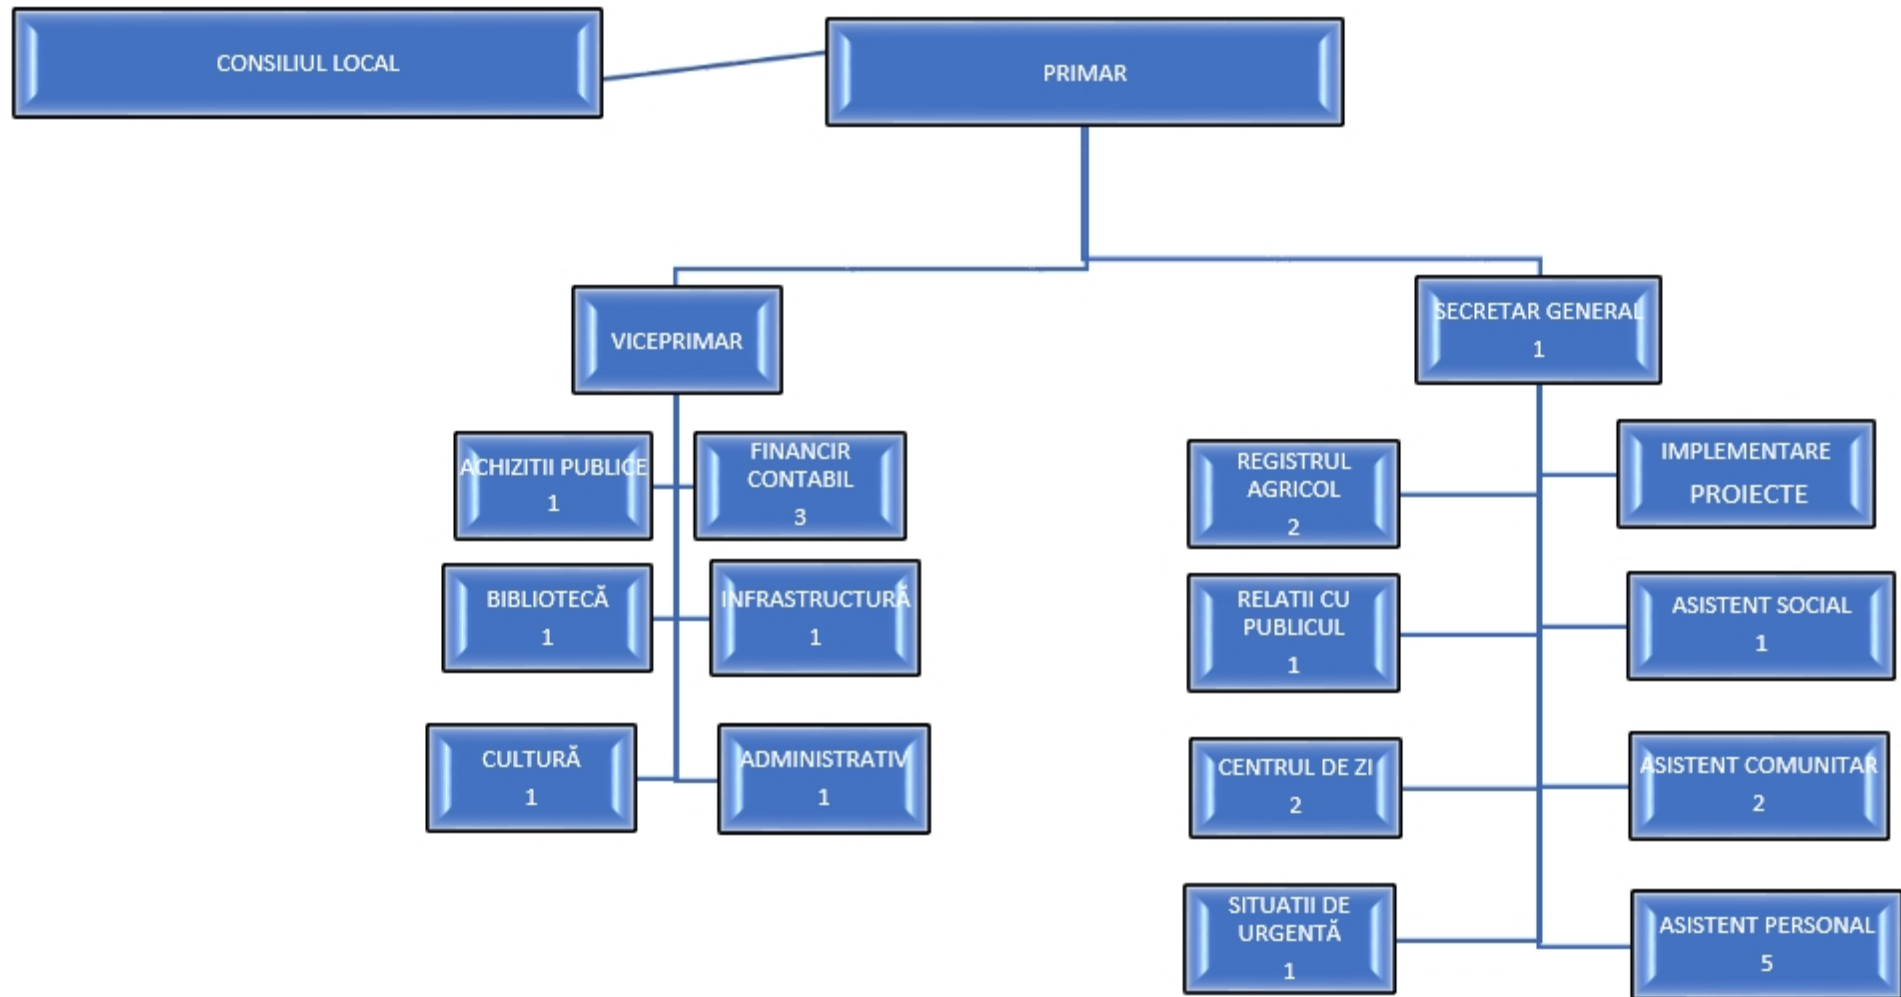 CONSILIUL LOCAL
PRIMAR
VICEPRIMAR
SECRETAR GENERAL
1
ACHIZITII PUBLICE
1
FINANCIR
CONTABIL
3
BIBLIOTECĂ
1
INFRASTRUCTURĂ
1
CULTURĂ
1
ADMINISTRATIV
1
REGISTRUL
AGRICOL
2
IMPLEMENTARE
PROIECTE
RELATII CU
PUBLICUL
1
ASISTENT SOCIAL
1
CENTRUL DE ZI
2
ASISTENT COMUNITAR
2
SITUATII DE
URGENTĂ
1
ASISTENT PERSONAL
5